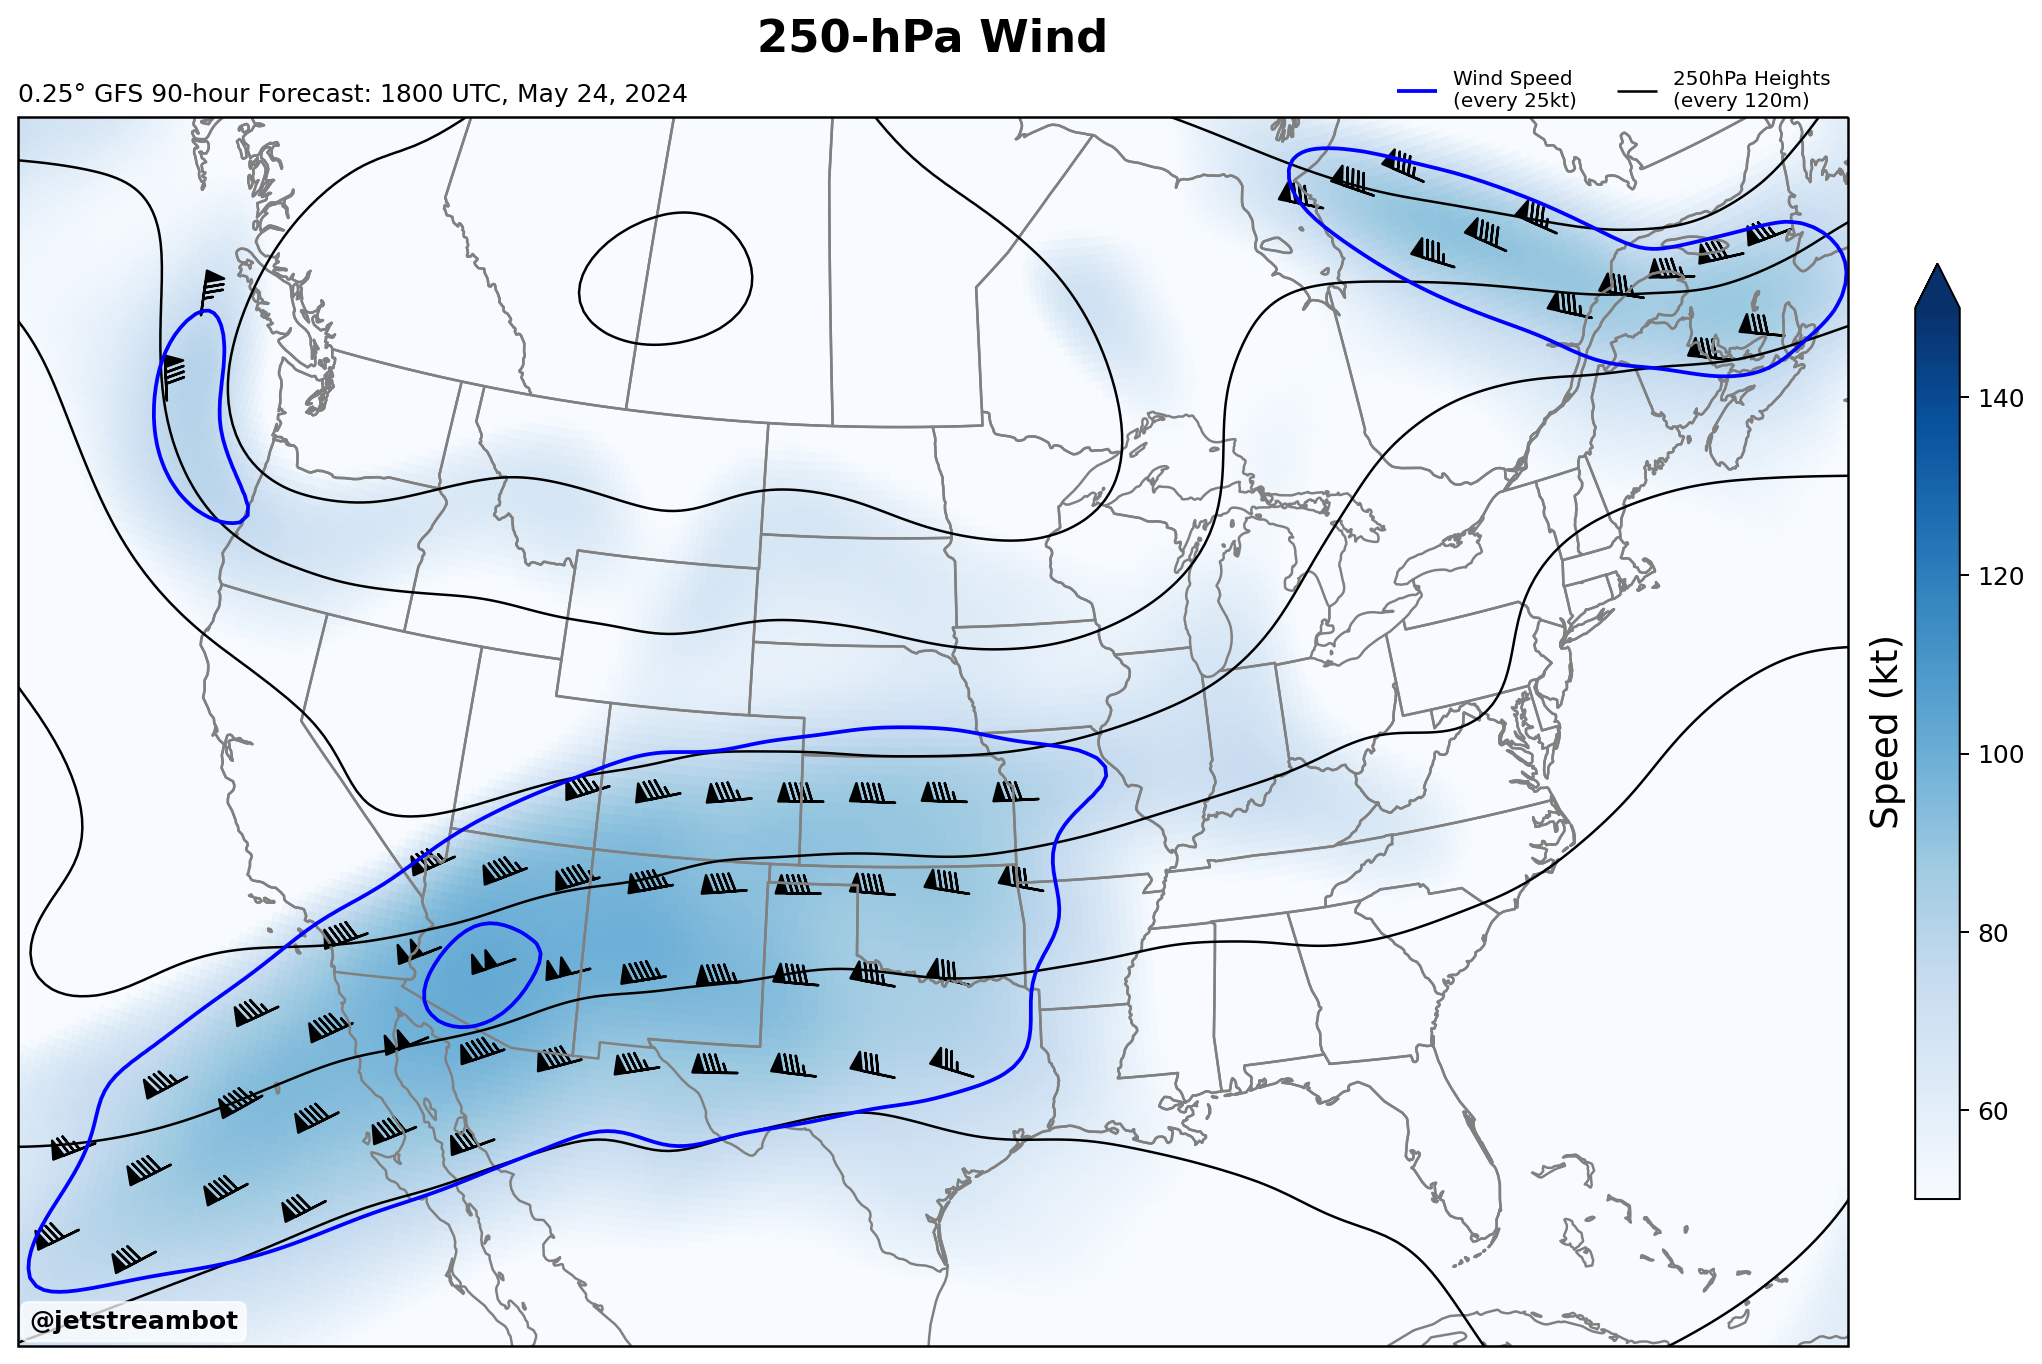 250-hPa Wind
0.25° GFS 90-hour Forecast: 1800 UTC, May 24, 2024
Wind Speed
(every 25kt)
250hPa Heights
(every 120m)
140
120
100
80
60
Speed (kt)
@jetstreambot